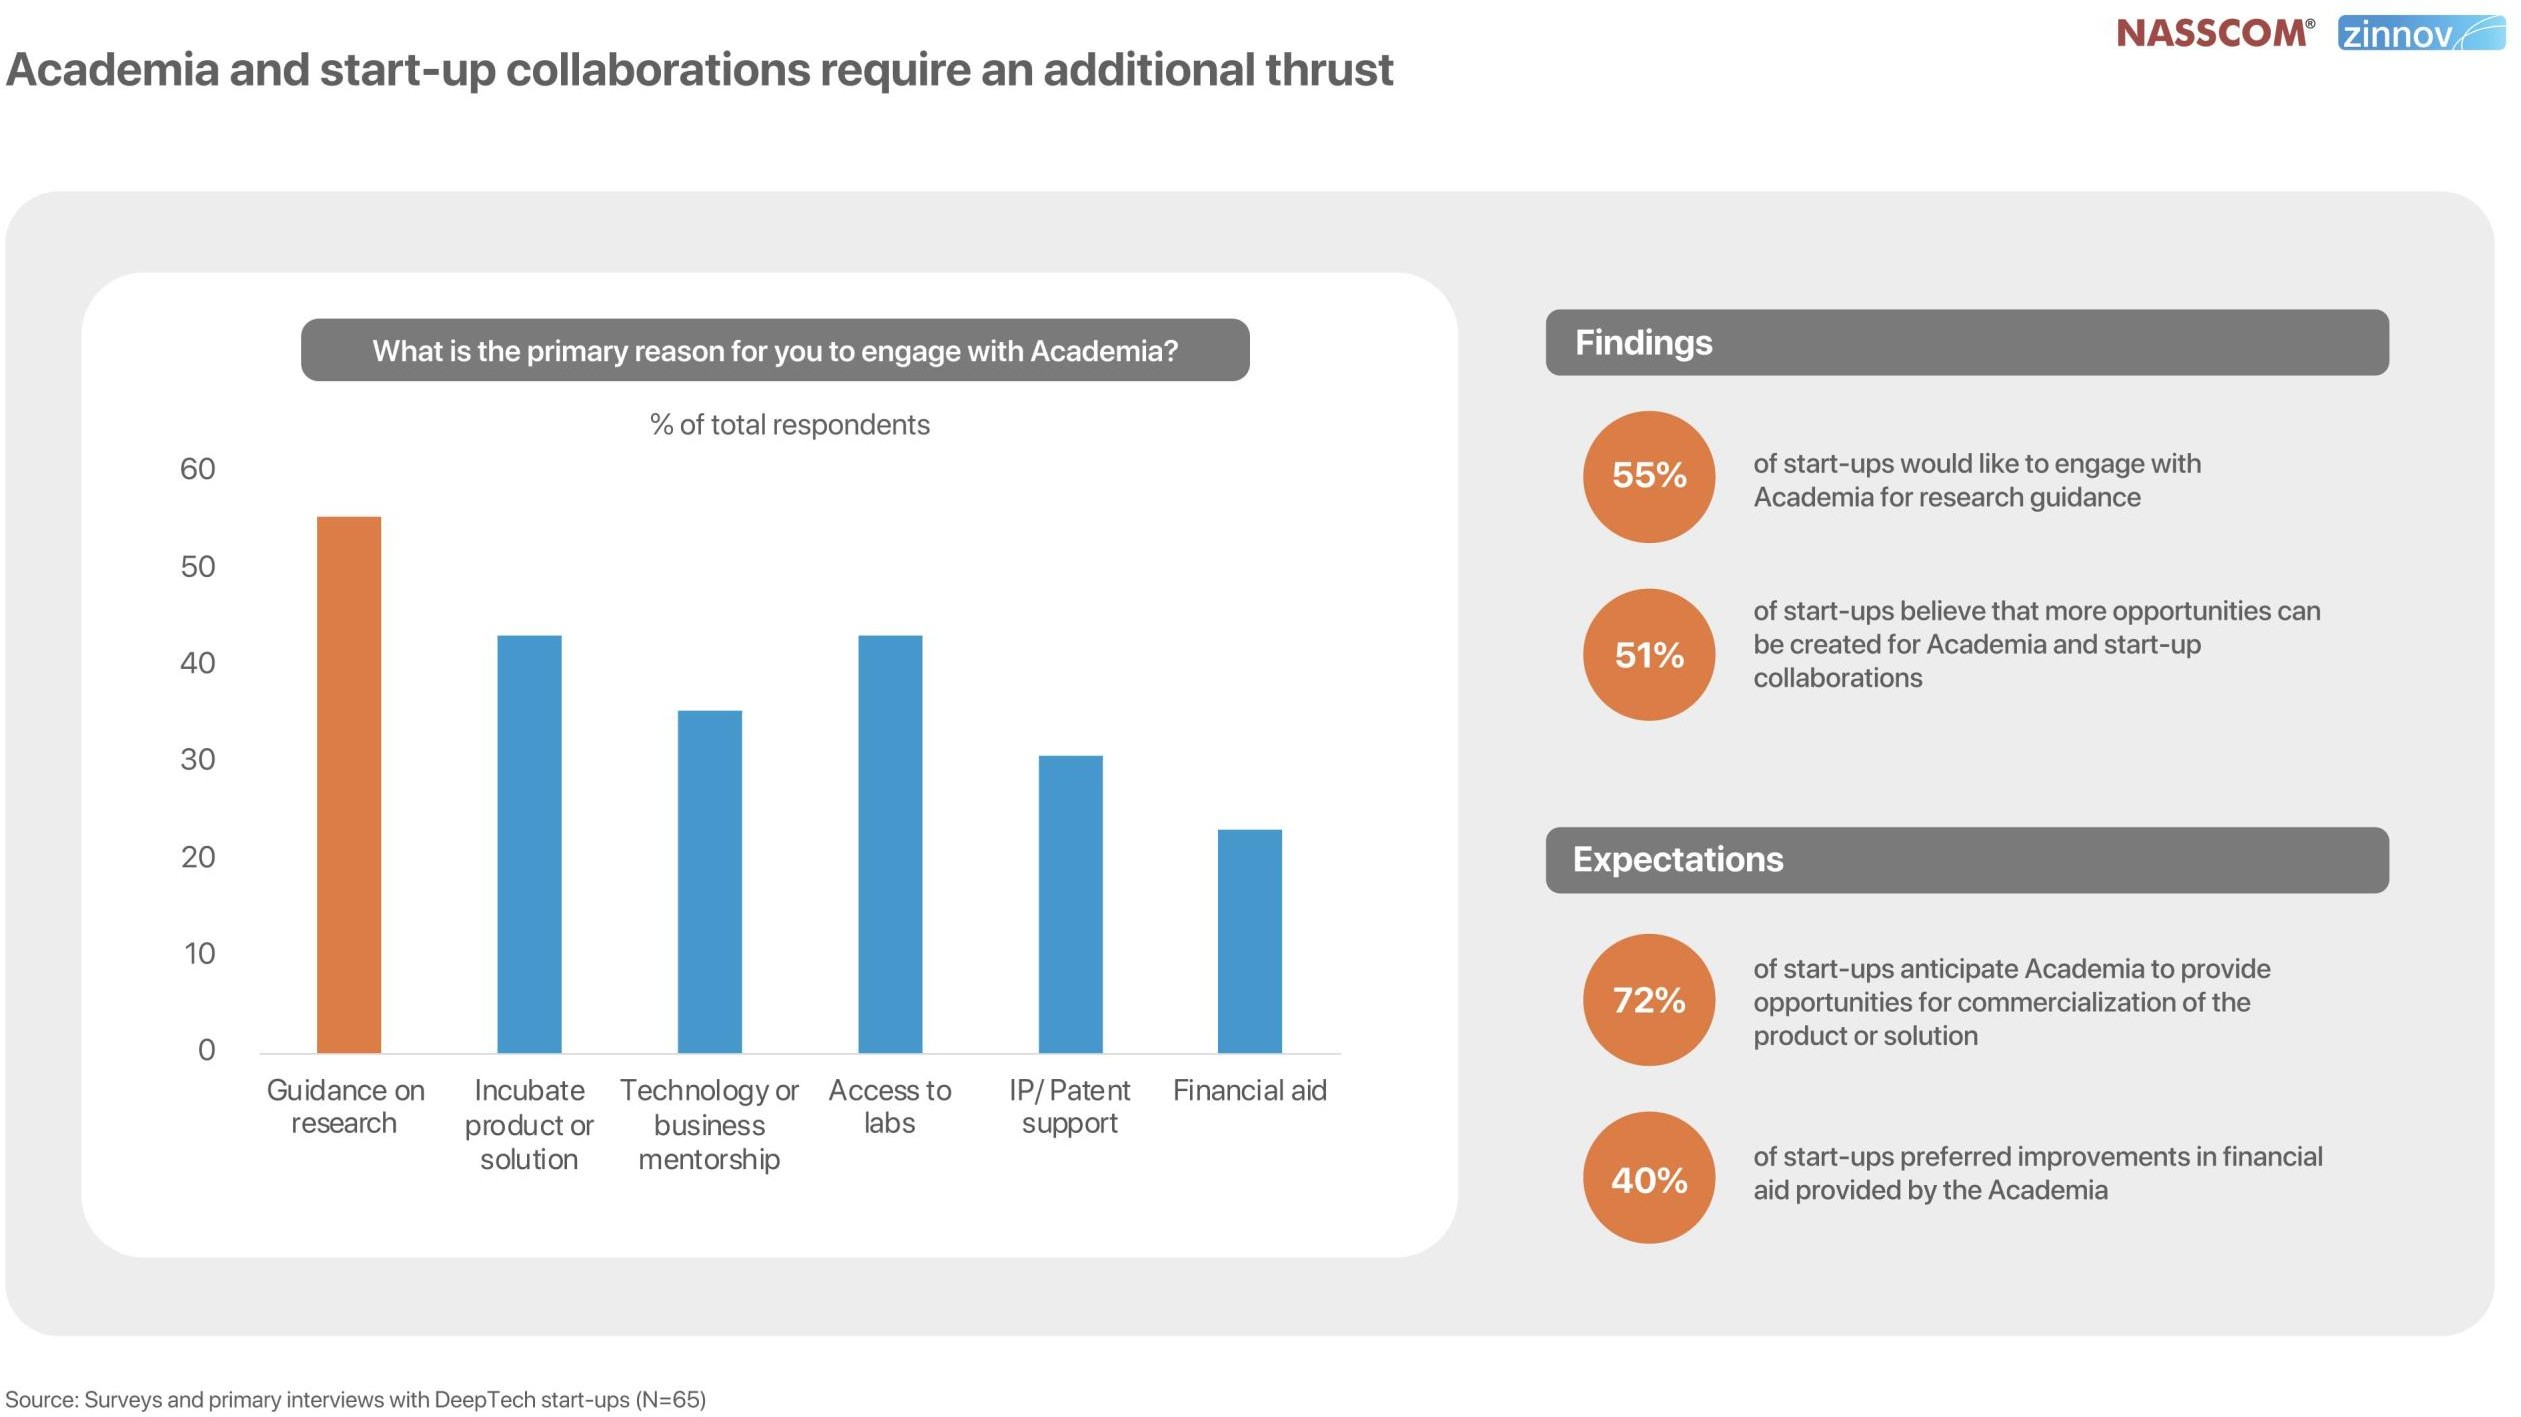 NASSCOM®
zinnov
Academia and start-up collaborations require an additional thrust
What is the primary reason for you to engage with Academia?
% of total respondents
60
50
40
30
20
10
0
Guidance on
research
Incubate
product or
solution
Technology or
business
mentorship
Access to
labs
IP/ Patent
support
Financial aid
Findings
55%
of start-ups would like to engage with
Academia for research guidance
51%
of start-ups believe that more opportunities can
be created for Academia and start-up
collaborations
Expectations
72%
of start-ups anticipate Academia to provide
opportunities for commercialization of the
product or solution
40%
of start-ups preferred improvements in financial
aid provided by the Academia
Source: Surveys and primary interviews with DeepTech start-ups (N=65)